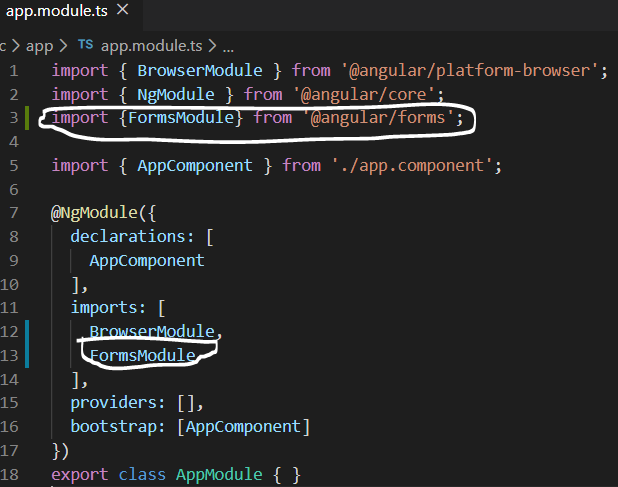 app.module.ts ×
c > app > TS app.module.ts > ...
1 import { BrowserModule } from '@angular/platform-browser';
2 import { NgModule } from '@angular/core';
3 import {FormsModule} from '@angular/forms';
4
5 import { AppComponent } from './app.component';
6
7 @NgModule({
8 declarations: [
9 AppComponent
10 ],
11 imports: [
12 BrowserModule,
13 FormsModule
14 ],
15 providers: [],
16 bootstrap: [AppComponent]
17 })
18 export class AppModule { }